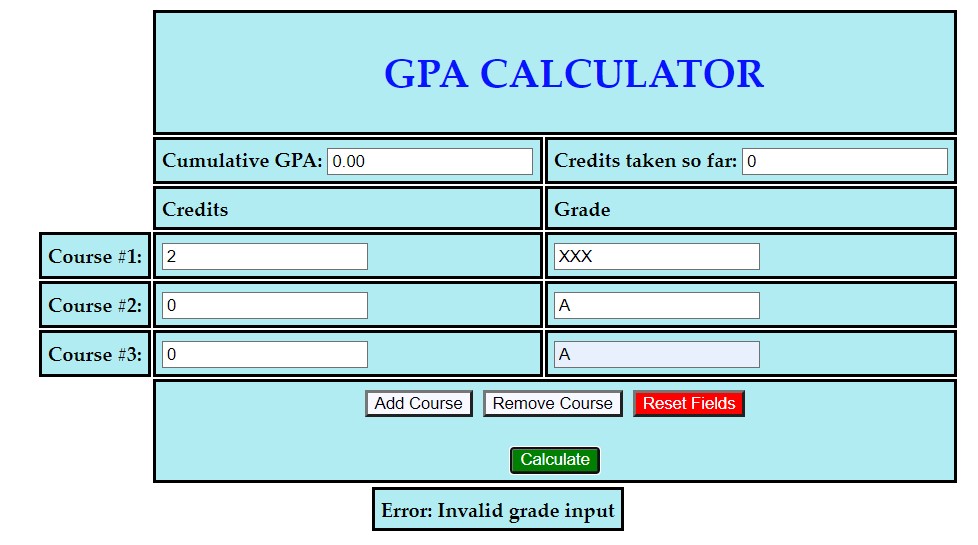 GPA CALCULATOR
Cumulative GPA: 0.00 Credits taken so far: 0
Credits Grade
Course #1: 2 XXX
Course #2: 0 A
Course #3: 0 A
Add Course Remove Course Reset Fields
Calculate
Error: Invalid grade input